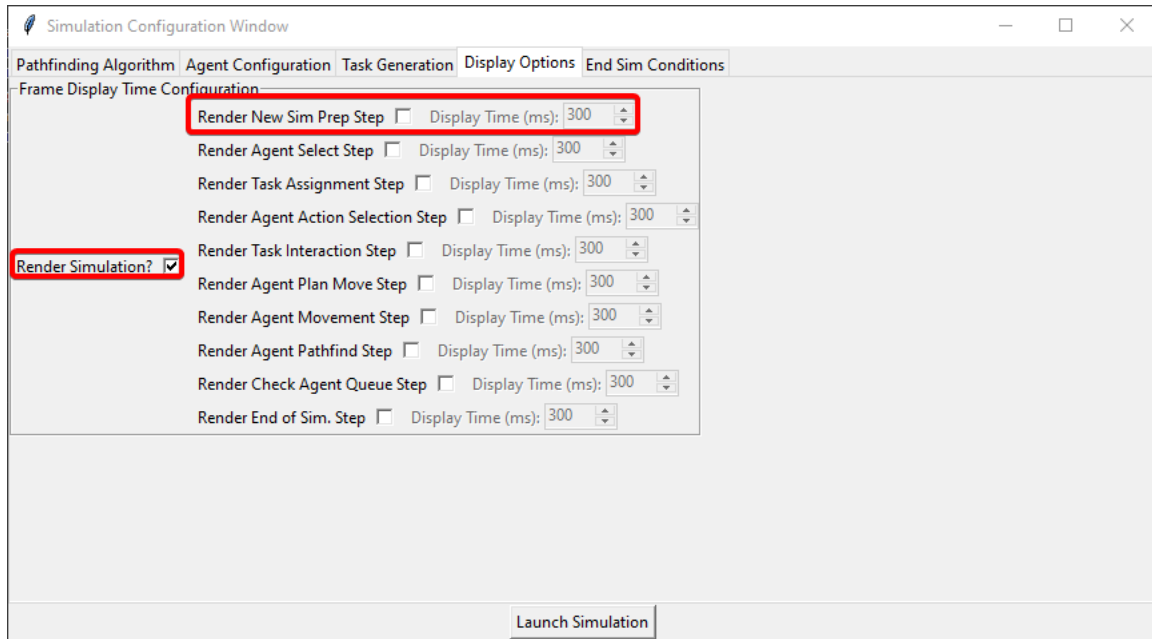 Simulation Configuration Window
Pathfinding Algorithm Agent Configuration Task Generation Display Options End Sim Conditions
Frame Display Time Configuration
Render New Sim Prep Step Display Time (ms): 300
Render Agent Select Step Display Time (ms): 300
Render Task Assignment Step Display Time (ms): 300
Render Agent Action Selection Step Display Time (ms): 300
Render Task Interaction Step Display Time (ms): 300
Render Simulation?
Render Agent Plan Move Step Display Time (ms): 300
Render Agent Movement Step Display Time (ms): 300
Render Agent Pathfind Step Display Time (ms): 300
Render Check Agent Queue Step Display Time (ms): 300
Render End of Sim. Step Display Time (ms): 300
Launch Simulation